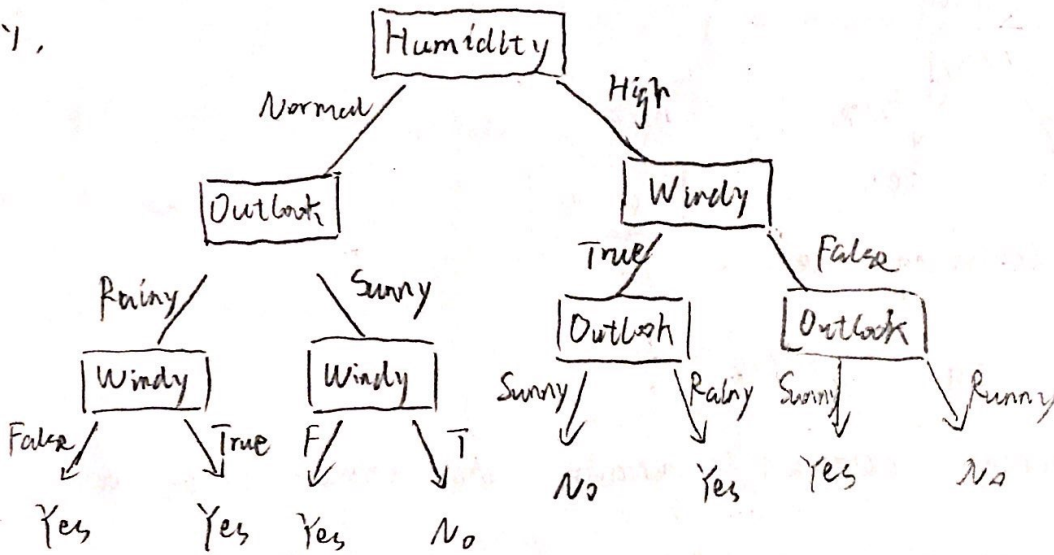 Y,
Humidity
Normal High
Outlook Windy
True False
Rainy Sunny
Outlook Outlook
Windy Windy
Sunny Rainy Sunny Runny
False True F T
No Yes Yes No
Yes Yes Yes No